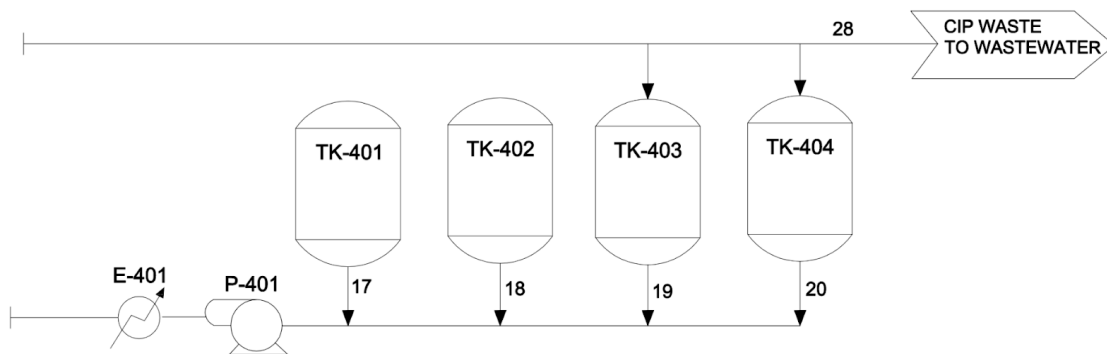 28
CIP WASTE
TO WASTEWATER
TK-401
TK-402
TK-403
TK-404
E-401
P-401
17
18
19
20